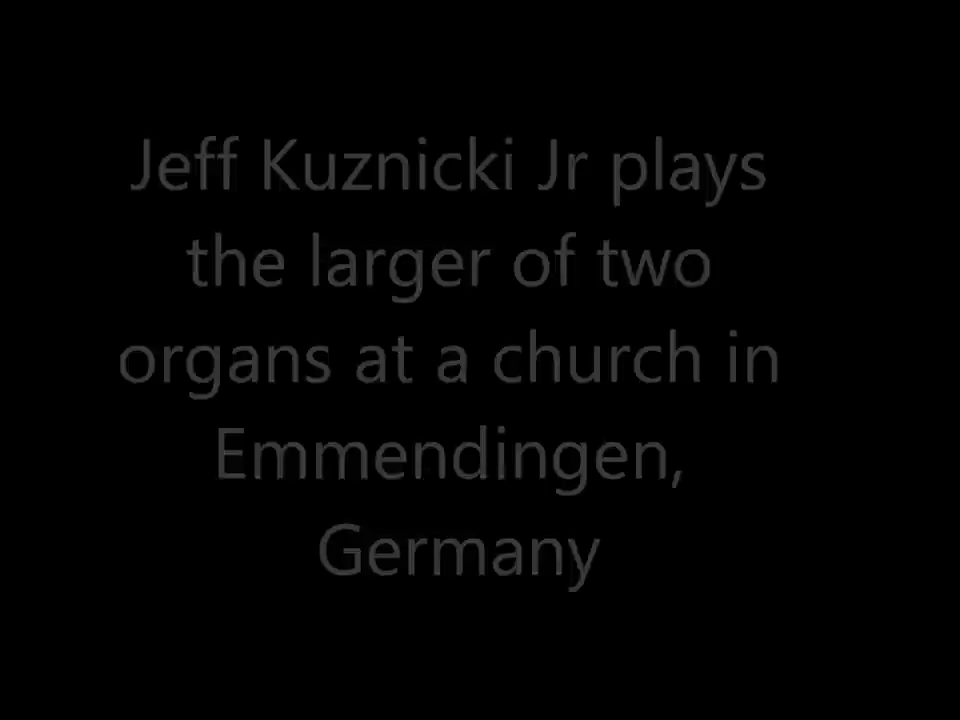 Jeff Kuznicki Jr plays
the larger of two
organs at a church in
Emmendingen,
Germany